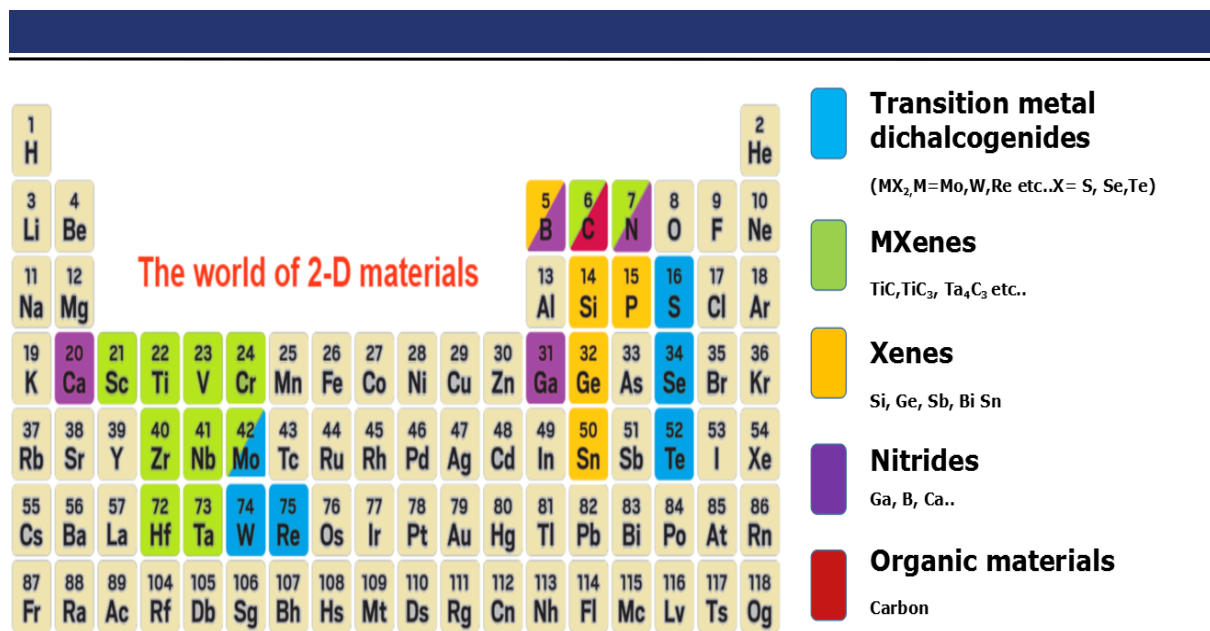 1 2
H He
3 4 5 6 7 8 9 10
Li Be B C N O F Ne
11 12 The world of 2-D materials 13 14 15 16 17 18
Na Mg Al Si P S Cl Ar
19 20 21 22 23 24 25 26 27 28 29 30 31 32 33 34 35 36
K Ca Sc Ti V Cr Mn Fe Co Ni Cu Zn Ga Ge As Se Br Kr
37 38 39 40 41 42 43 44 45 46 47 48 49 50 51 52 53 54
Rb Sr Y Zr Nb Mo Tc Ru Rh Pd Ag Cd In Sn Sb Te I Xe
55 56 57 72 73 74 75 76 77 78 79 80 81 82 83 84 85 86
Cs Ba La Hf Ta W Re Os Ir Pt Au Hg Tl Pb Bi Po At Rn
87 88 89 104 105 106 107 108 109 110 111 112 113 114 115 116 117 118
Fr Ra Ac Rf Db Sg Bh Hs Mt Ds Rg Cn Nh Fl Mc Lv Ts Og
Transition metal
dichalcogenides
(MX₂,M=Mo,W,Re etc..X= S, Se,Te)
MXenes
TiC,TiC₃, Ta₄C₃ etc..
Xenes
Si, Ge, Sb, Bi Sn
Nitrides
Ga, B, Ca..
Organic materials
Carbon